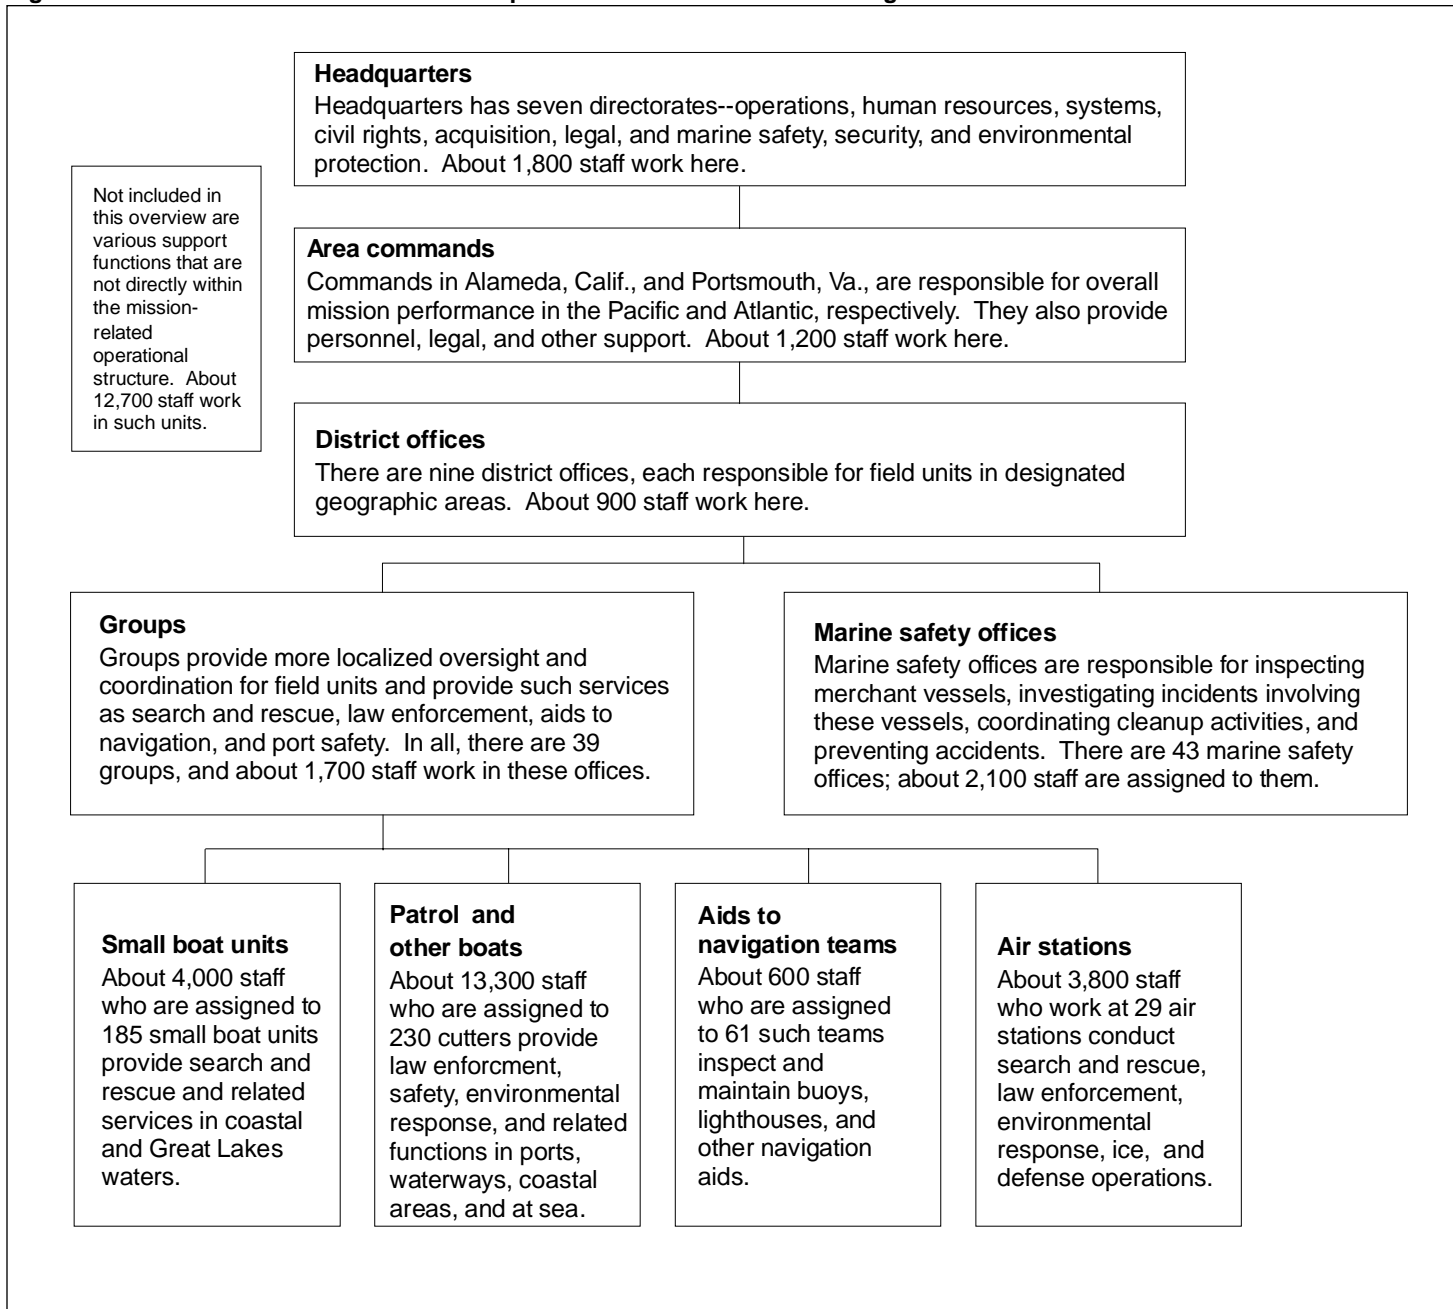 Headquarters
Headquarters has seven directorates--operations, human resources, systems,
civil rights, acquisition, legal, and marine safety, security, and environmental
protection.  About 1,800 staff work here.
Not included in
this overview are
various support
functions that are
not directly within
the mission-
related
operational
structure.  About
12,700 staff work
in such units.
Area commands
Commands in Alameda, Calif., and Portsmouth, Va., are responsible for overall
mission performance in the Pacific and Atlantic, respectively.  They also provide
personnel, legal, and other support.  About 1,200 staff work here.
District offices
There are nine district offices, each responsible for field units in designated
geographic areas.  About 900 staff work here.
Groups
Groups provide more localized oversight and
coordination for field units and provide such services
as search and rescue, law enforcement, aids to
navigation, and port safety.  In all, there are 39
groups, and about 1,700 staff work in these offices.
Marine safety offices
Marine safety offices are responsible for inspecting
merchant vessels, investigating incidents involving
these vessels, coordinating cleanup activities, and
preventing accidents.  There are 43 marine safety
offices; about 2,100 staff are assigned to them.
Small boat units
About 4,000 staff
who are assigned to
185 small boat units
provide search and
rescue and related
services in coastal
and Great Lakes
waters.
Patrol  and
other boats
About 13,300 staff
who are assigned to
230 cutters provide
law enforcment,
safety, environmental
response, and related
functions in ports,
waterways, coastal
areas, and at sea.
Aids to
navigation teams
About 600 staff
who are assigned
to 61 such teams
inspect and
maintain buoys,
lighthouses, and
other navigation
aids.
Air stations
About 3,800 staff
who work at 29 air
stations conduct
search and rescue,
law enforcement,
environmental
response, ice,  and
defense operations.